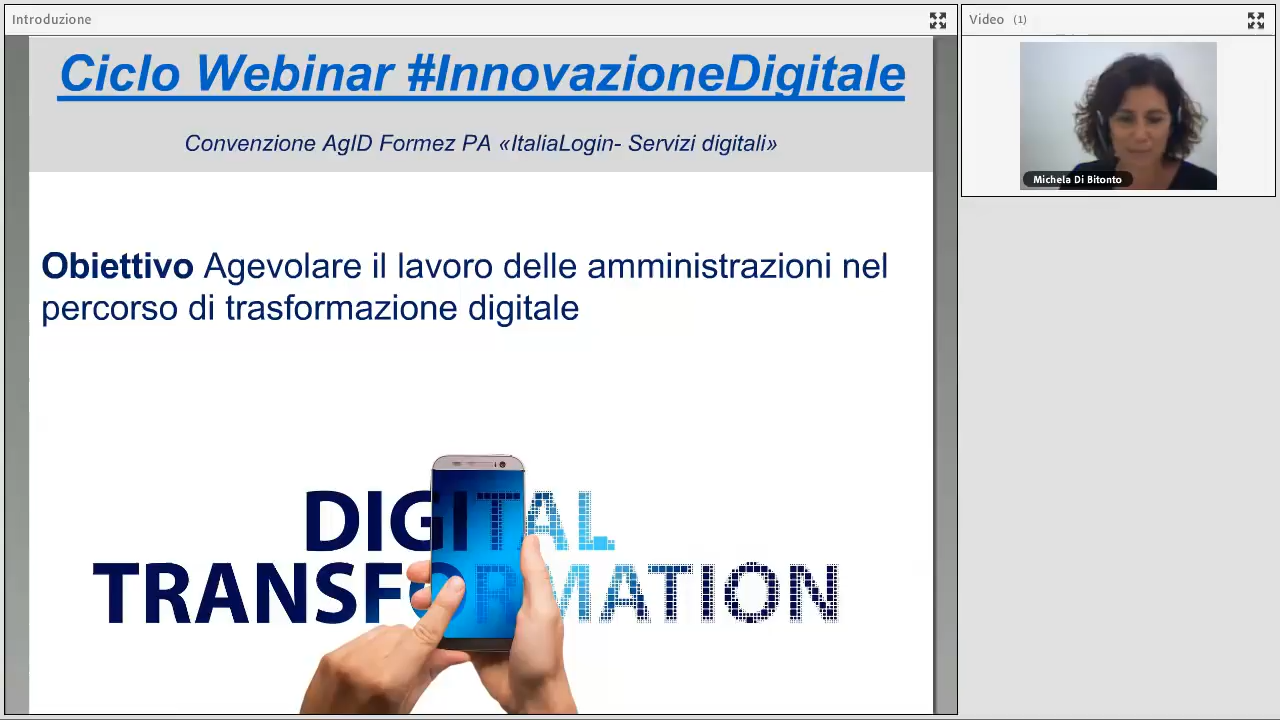 Introduzione
Ciclo Webinar #InnovazioneDigitale
Convenzione AgID Formez PA «ItaliaLogin- Servizi digitali»
Obiettivo Agevolare il lavoro delle amministrazioni nel
percorso di trasformazione digitale
DIGITAL
TRANSFORMATION
Video (1)
Michela Di Bitonto